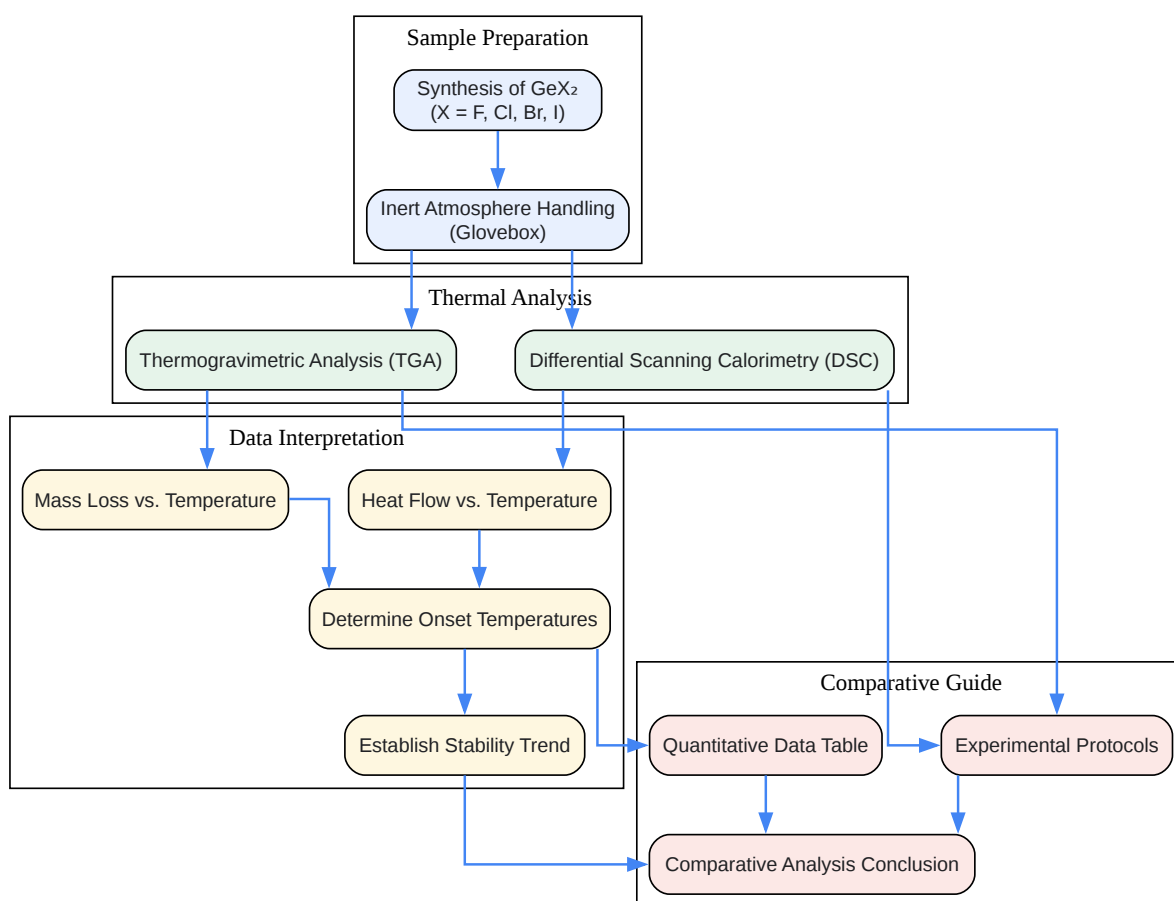 Sample Preparation
Synthesis of GeX₂
(X = F, Cl, Br, I)
Inert Atmosphere Handling
(Glovebox)
Thermal Analysis
Thermogravimetric Analysis (TGA)
Differential Scanning Calorimetry (DSC)
Data Interpretation
Mass Loss vs. Temperature
Heat Flow vs. Temperature
Determine Onset Temperatures
Establish Stability Trend
Comparative Guide
Quantitative Data Table
Experimental Protocols
Comparative Analysis Conclusion